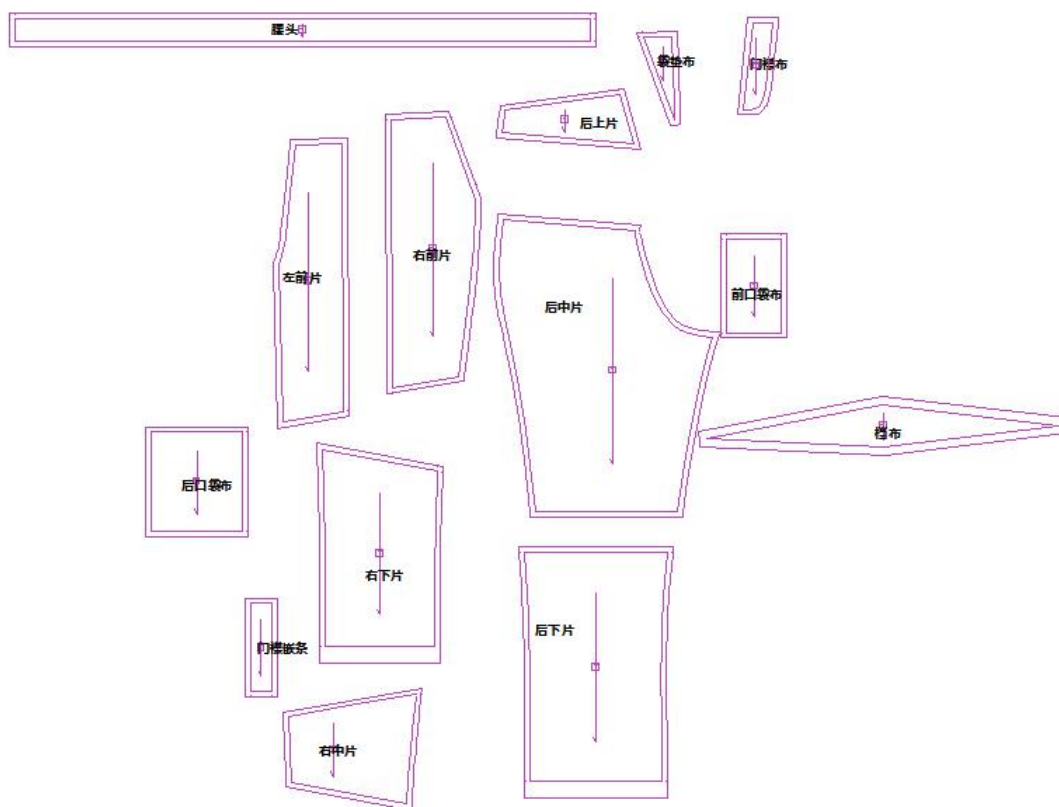 腰头
袋垫布
门襟布
后上片
右前片
左前片
前口袋布
后中片
裆布
后口袋布
右下片
后下片
门襟嵌条
右中片